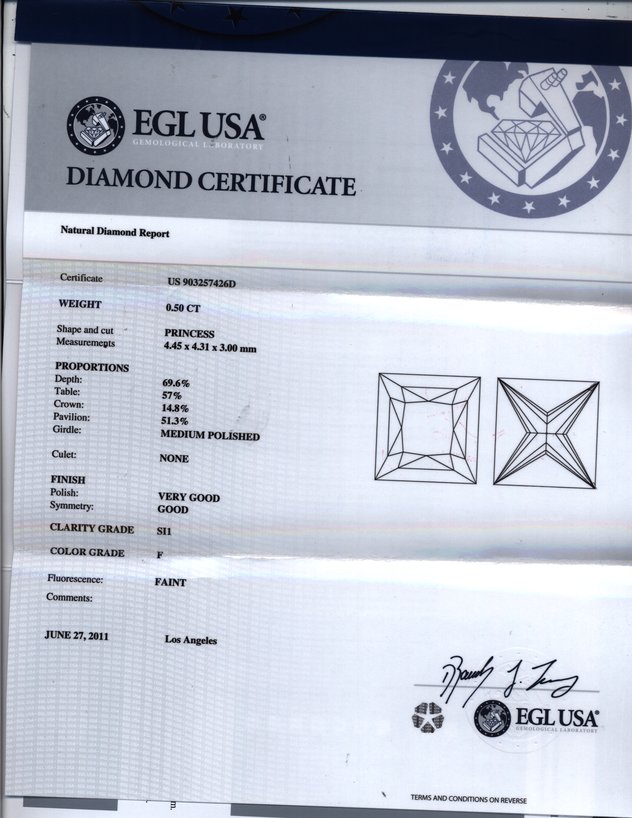 EGL USA®
GEMOLOGICAL LABORATORY
DIAMOND CERTIFICATE
Natural Diamond Report
Certificate US 903257426D
WEIGHT 0.50 CT
Shape and cut PRINCESS
Measurements 4.45 x 4.31 x 3.00 mm
PROPORTIONS
Depth: 69.6%
Table: 57%
Crown: 14.8%
Pavilion: 51.3%
Girdle: MEDIUM POLISHED
Culet: NONE
FINISH
Polish: VERY GOOD
Symmetry: GOOD
CLARITY GRADE SI1
COLOR GRADE F
Fluorescence: FAINT
Comments:
JUNE 27, 2011 Los Angeles
EGL USA®
GEMOLOGICAL LABORATORY
TERMS AND CONDITIONS ON REVERSE